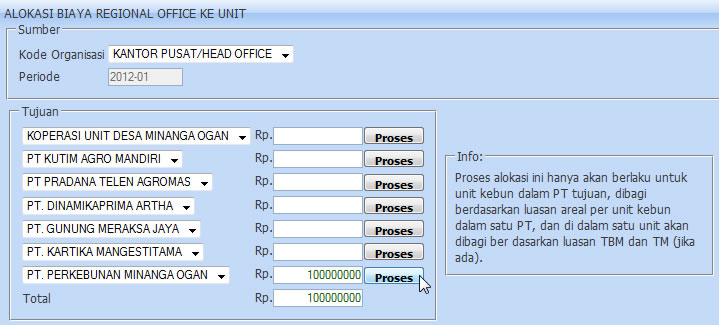 ALOKASI BIAYA REGIONAL OFFICE KE UNIT
Sumber
Kode Organisasi KANTOR PUSAT/HEAD OFFICE
Periode 2012-01
Tujuan
KOPERASI UNIT DESA MINANGA OGAN Rp. Proses
PT KUTIM AGRO MANDIRI Rp. Proses
PT PRADANA TELEN AGROMAS Rp. Proses
PT. DINAMIKAPRIMA ARTHA Rp. Proses
PT. GUNUNG MERAKSA JAYA Rp. Proses
PT. KARTIKA MANGESTITAMA Rp. Proses
PT. PERKEBUNAN MINANGA OGAN Rp. 100000000 Proses
Total Rp. 100000000
Info:
Proses alokasi ini hanya akan berlaku untuk
unit kebun dalam PT tujuan, dibagi
berdasarkan luasan areal per unit kebun
dalam satu PT, dan di dalam satu unit akan
dibagi ber dasarkan luasan TBM dan TM (jika
ada).